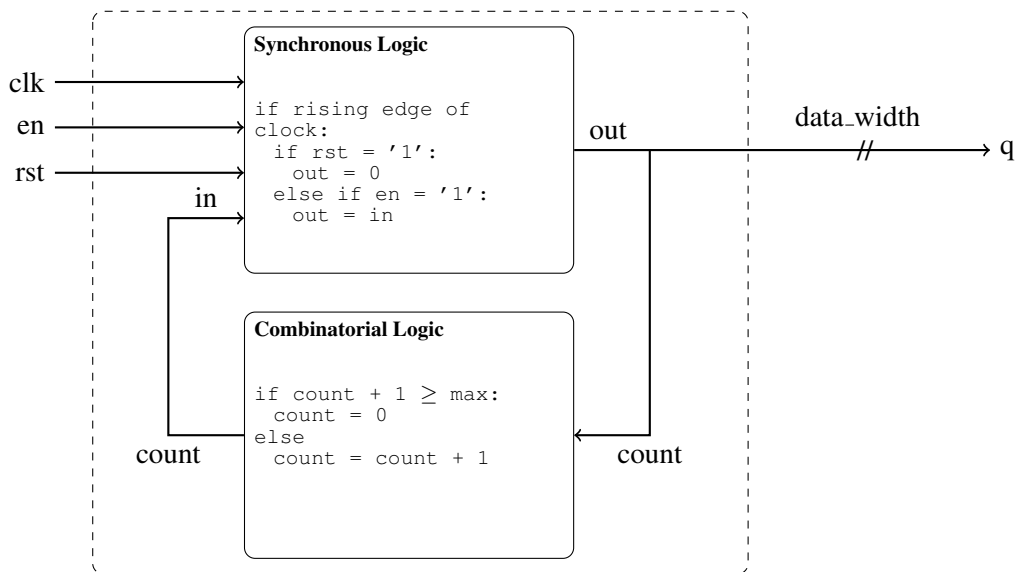 Synchronous Logic
clk
en
rst
in
if rising edge of
clock:
if rst = '1':
out = 0
else if en = '1':
out = in
out
data_width
q
Combinatorial Logic
if count + 1 ≥ max:
count = 0
else
count = count + 1
count
count